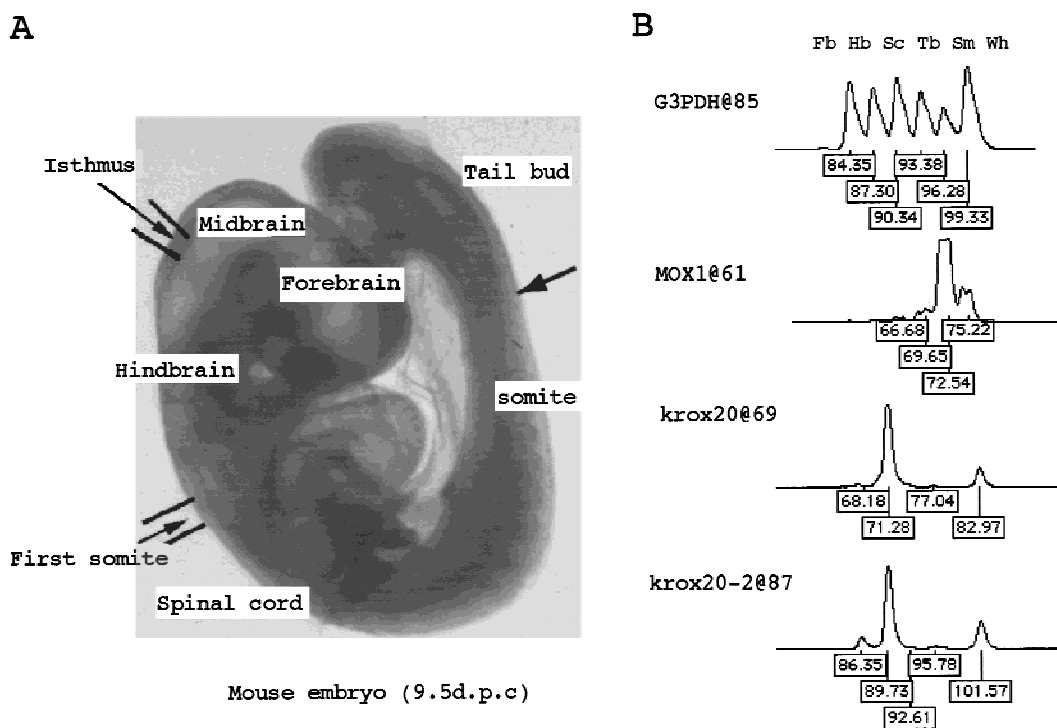 A
Isthmus
Midbrain
Tail bud
Forebrain
Hindbrain
somite
First somite
Spinal cord
Mouse embryo (9.5d.p.c)
B
Fb Hb Sc Tb Sm Wh
G3PDH@85
84.35 93.38
87.30 96.28
90.34 99.33
MOX1@61
66.68 75.22
69.65
72.54
krox20@69
68.18 77.04
71.28 82.97
krox20-2@87
86.35 95.78
89.73 101.57
92.61